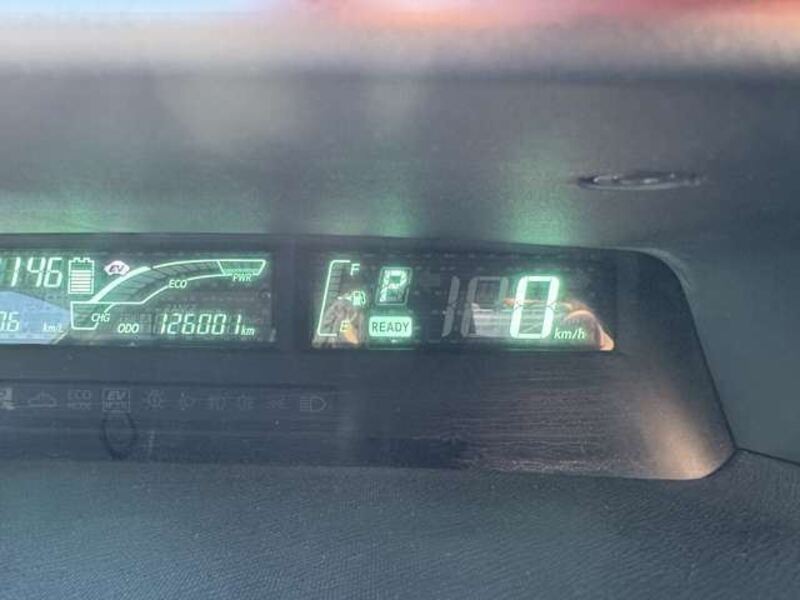 146
EV
ECO
PWR
CHG
ODO 126001 km
km/L
F
E
P
READY
0 km/h
ECO
EV